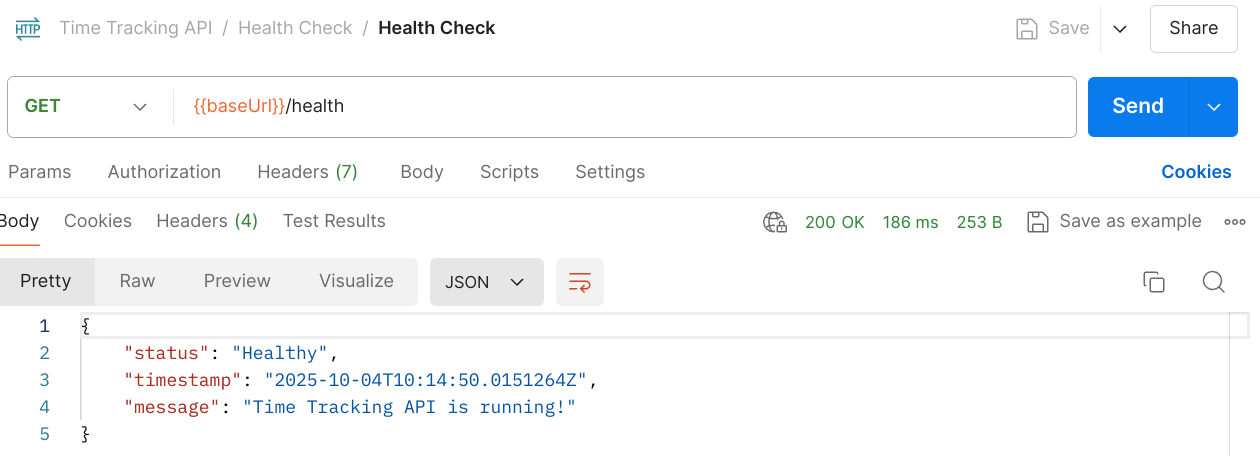 HTTP Time Tracking API / Health Check / Health Check Save Share
GET {{baseUrl}}/health Send
Params Authorization Headers (7) Body Scripts Settings Cookies
Body Cookies Headers (4) Test Results 200 OK 186 ms 253 B Save as example
Pretty Raw Preview Visualize JSON
1 {
2 "status": "Healthy",
3 "timestamp": "2025-10-04T10:14:50.0151264Z",
4 "message": "Time Tracking API is running!"
5 }